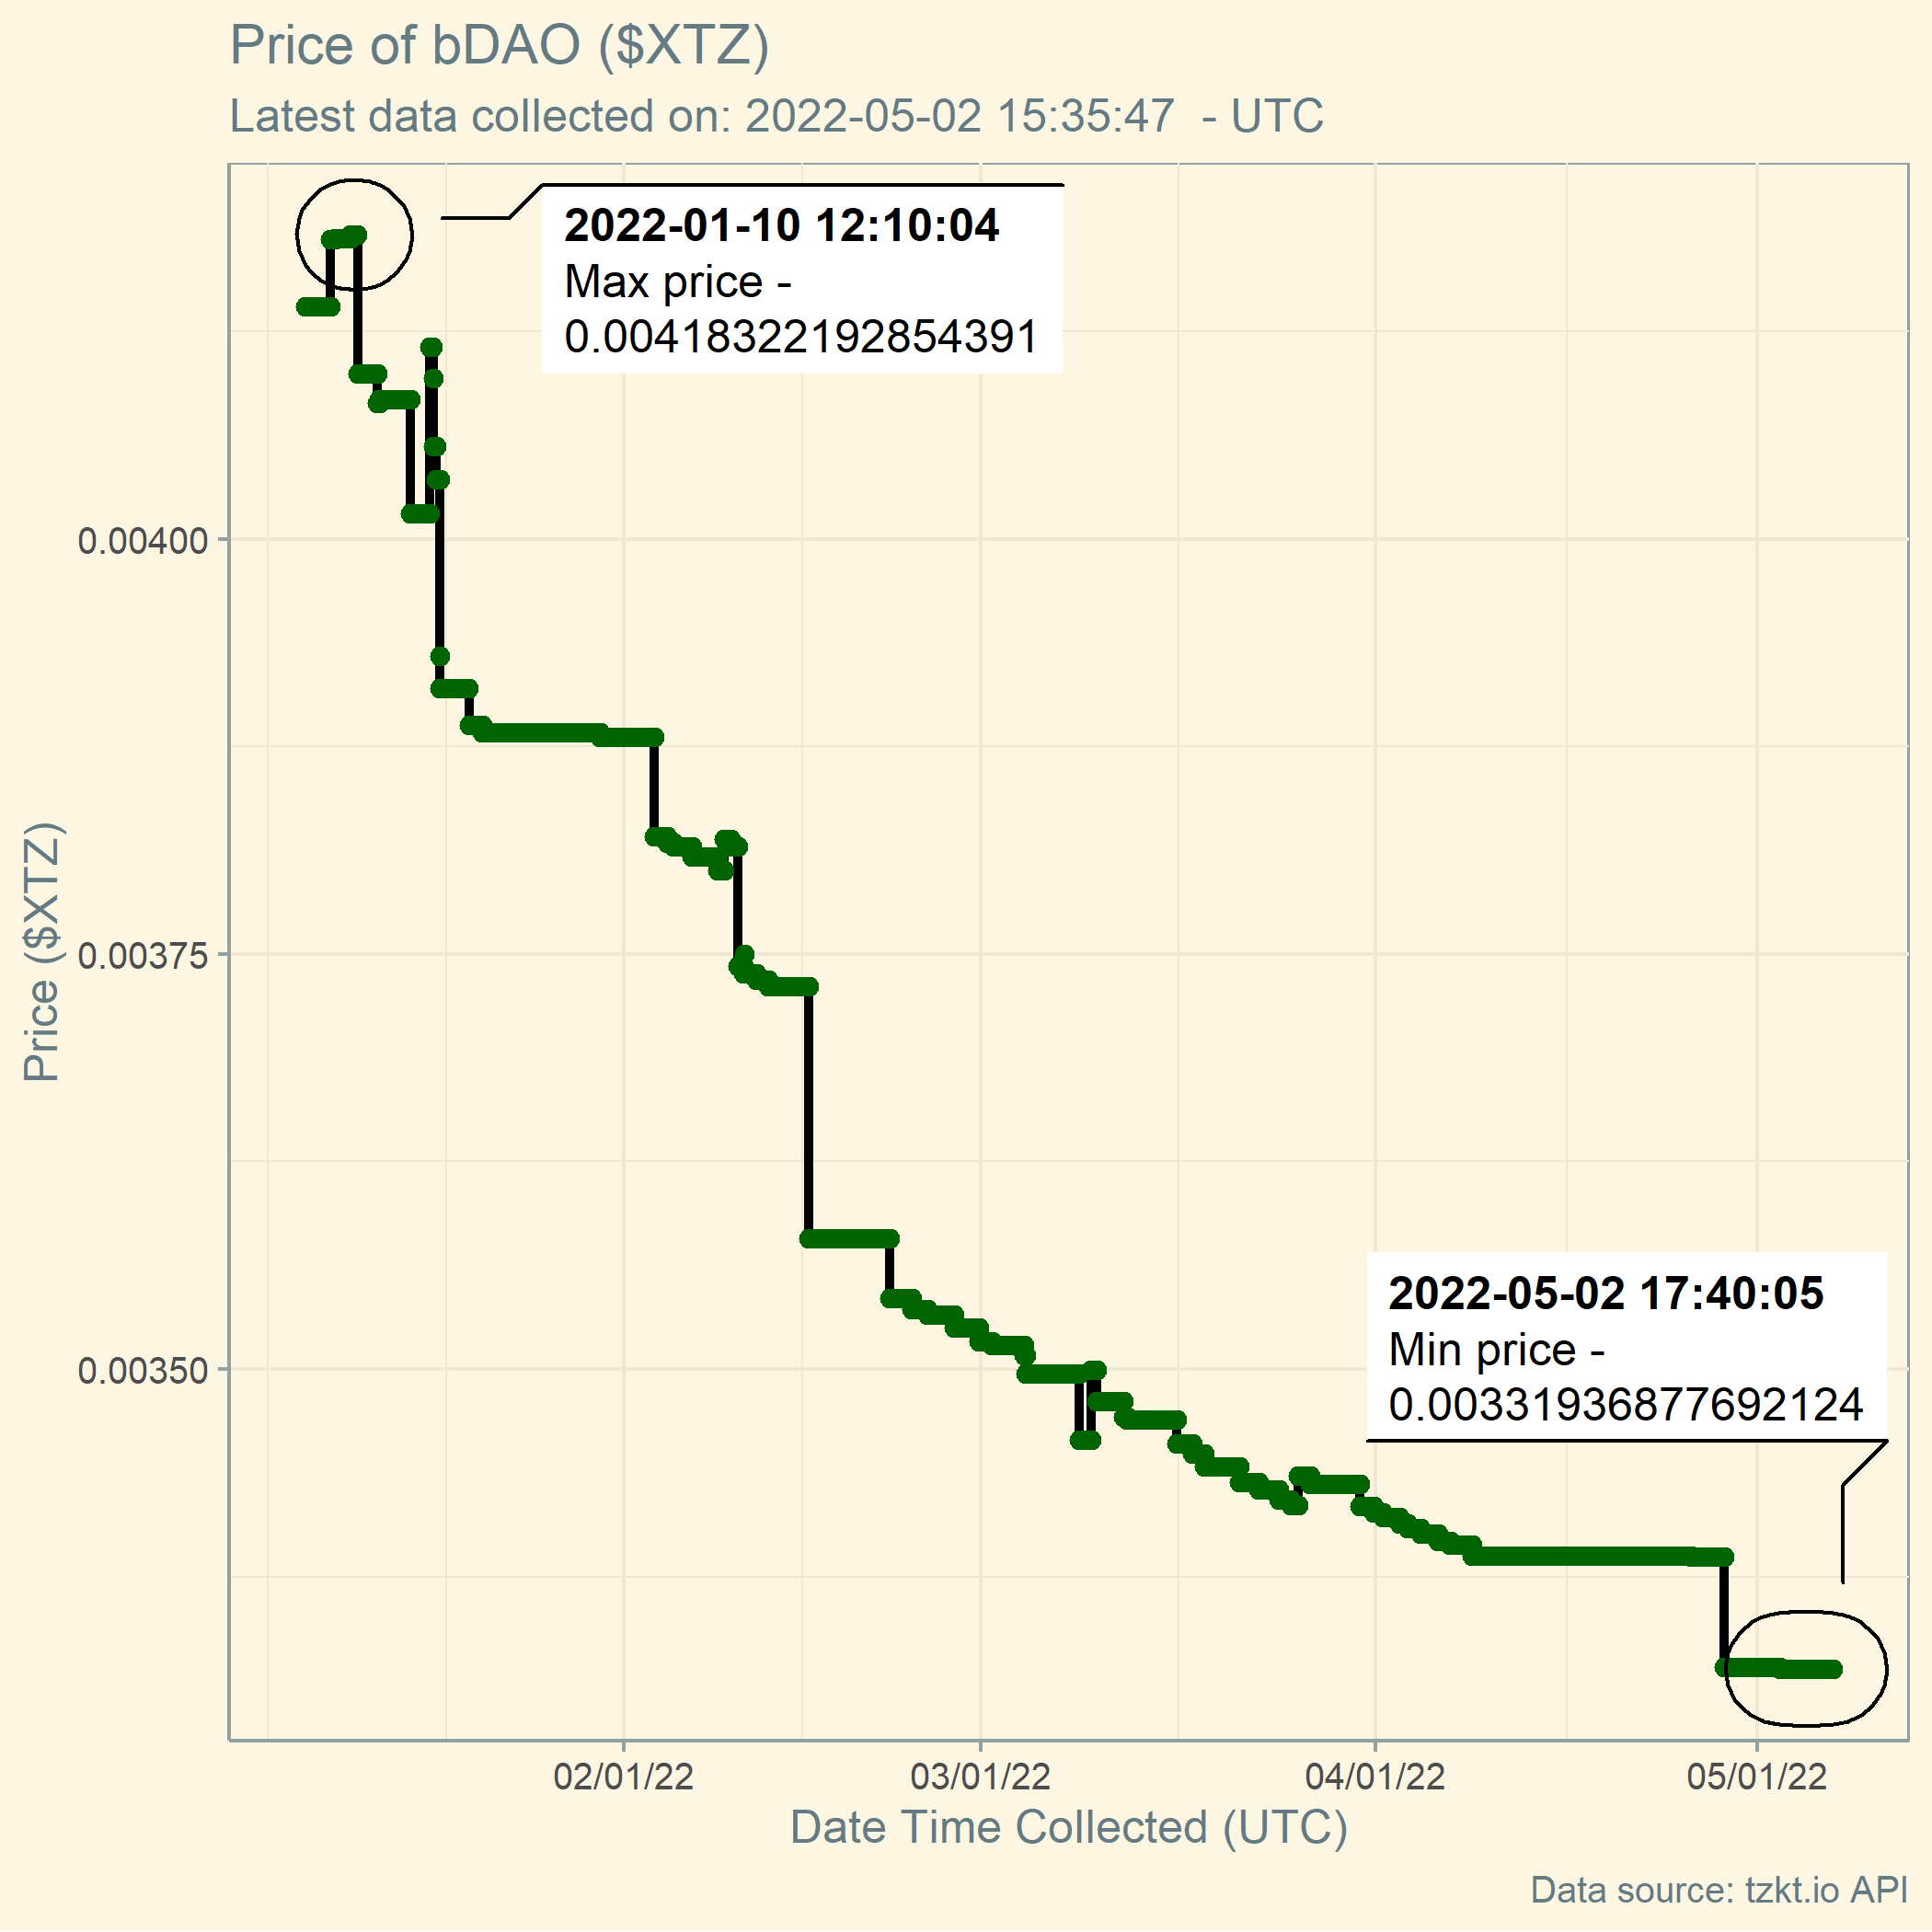 Price of bDAO ($XTZ)
Latest data collected on: 2022-05-02 15:35:47  - UTC
2022-01-10 12:10:04
Max price -
0.00418322192854391
0.00400
0.00375
0.00350
Price ($XTZ)
2022-05-02 17:40:05
Min price -
0.00331936877692124
02/01/22 03/01/22 04/01/22 05/01/22
Date Time Collected (UTC)
Data source: tzkt.io API